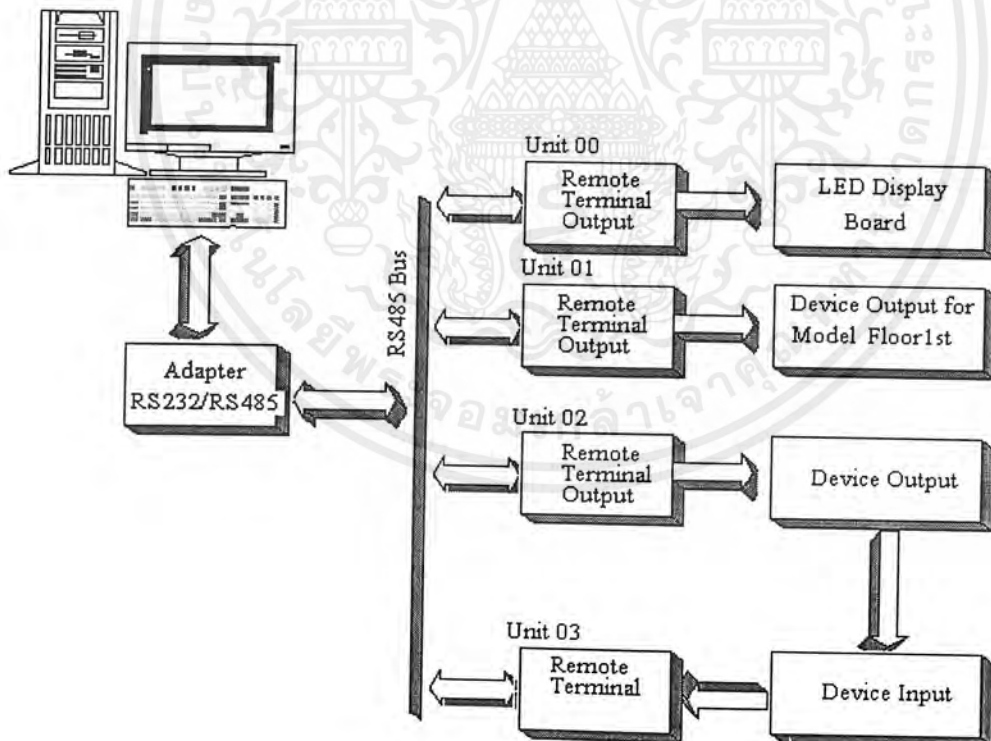 Unit 00
Remote
Terminal
Output
LED Display
Board
Unit 01
Remote
Terminal
Output
Device Output for
Model Floor1st
RS485 Bus
Adapter
RS232/RS485
Unit 02
Remote
Terminal
Output
Device Output
Unit 03
Remote
Terminal
Device Input